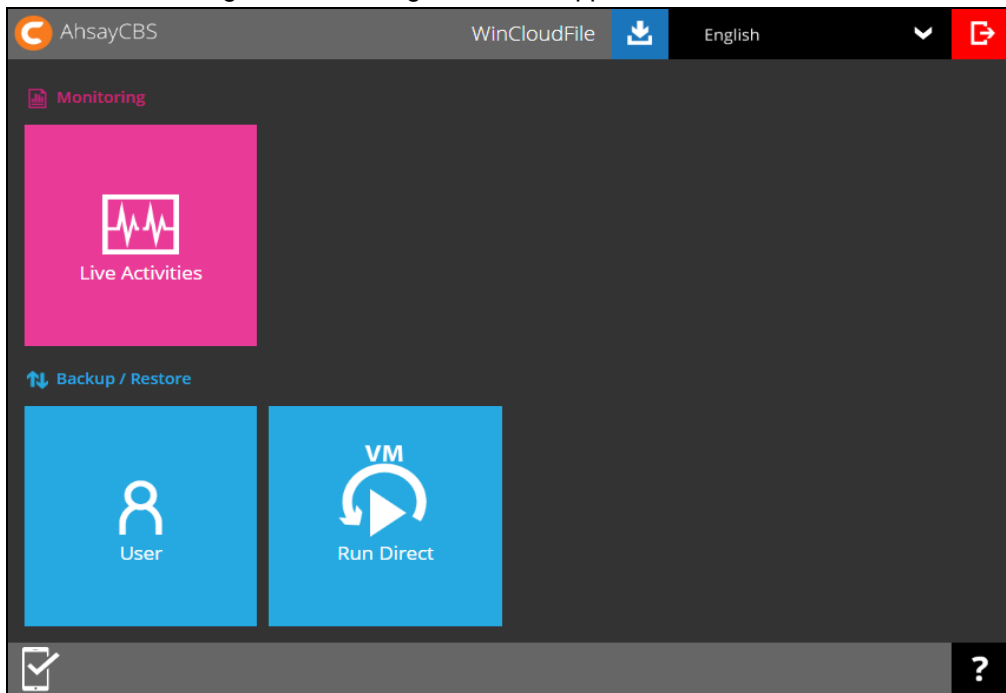 AhsayCBS WinCloudFile English
Monitoring
Live Activities
Backup / Restore
VM
User Run Direct
?